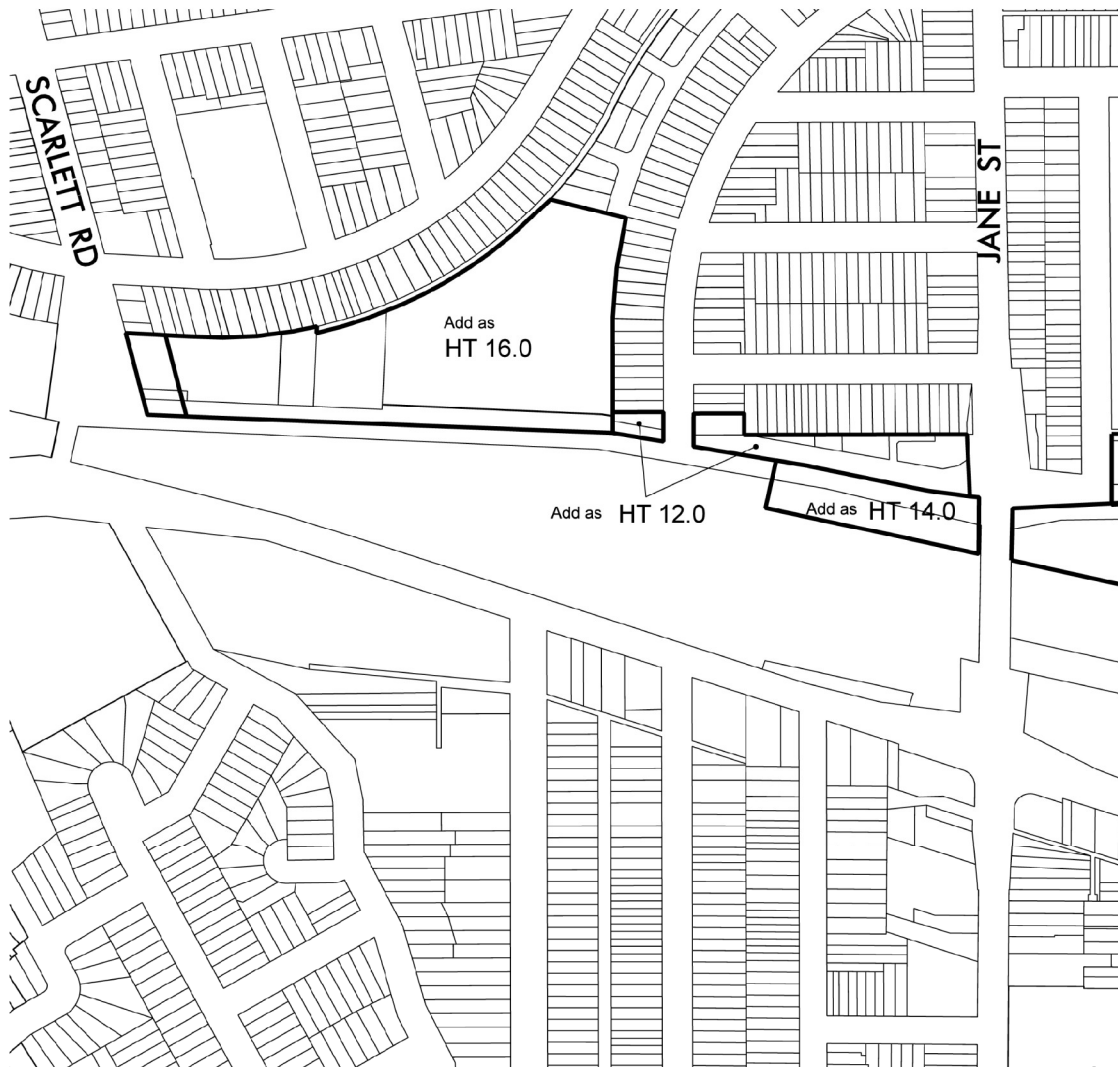 SCARLETT RD
JANE ST
Add as
HT 16.0
Add as HT 12.0
Add as HT 14.0